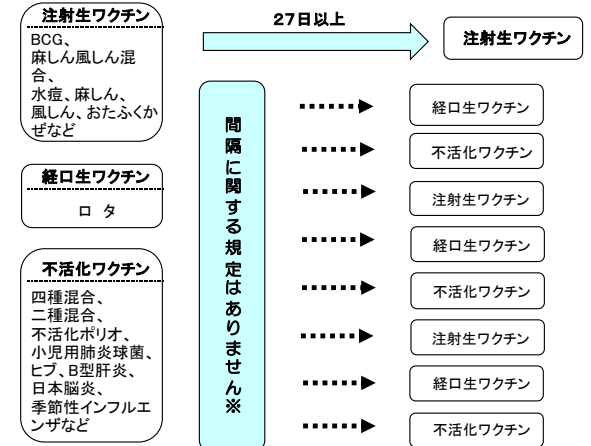 注射生ワクチン
BCG、
麻しん風しん混
合、
水痘、麻しん、
風しん、おたふくか
ぜなど
27日以上
注射生ワクチン
経口生ワクチン
ロ タ
不活化ワクチン
四種混合、
二種混合、
不活化ポリオ、
小児用肺炎球菌、
ヒブ、B型肝炎、
日本脳炎、
季節性インフルエ
ンザなど
間隔に関する規定はありません※
経口生ワクチン
不活化ワクチン
注射生ワクチン
経口生ワクチン
不活化ワクチン
注射生ワクチン
経口生ワクチン
不活化ワクチン